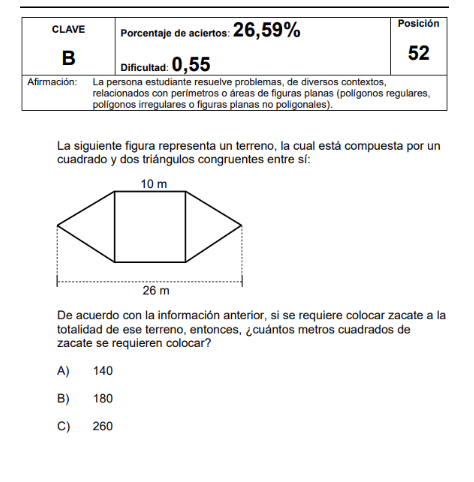 CLAVE
B
Porcentaje de aciertos: 26,59%
Dificultad: 0,55
Posición
52
Afirmación: La persona estudiante resuelve problemas, de diversos contextos,
relacionados con perímetros o áreas de figuras planas (polígonos regulares,
polígonos irregulares o figuras planas no poligonales).
La siguiente figura representa un terreno, la cual está compuesta por un
cuadrado y dos triángulos congruentes entre sí:
10 m
26 m
De acuerdo con la información anterior, si se requiere colocar zacate a la
totalidad de ese terreno, entonces, ¿cuántos metros cuadrados de
zacate se requieren colocar?
A) 140
B) 180
C) 260